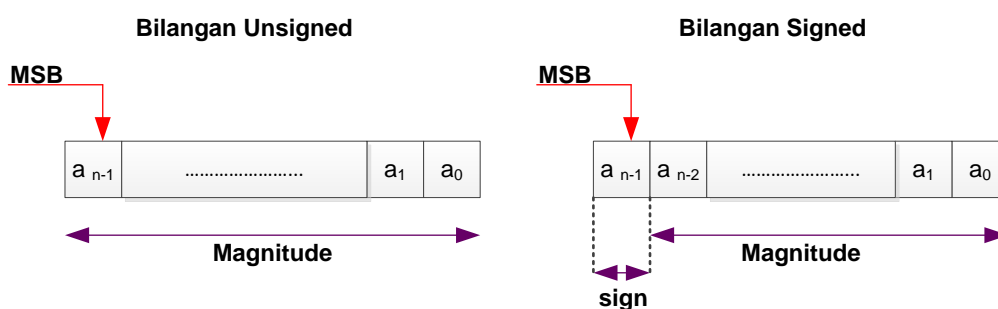 Bilangan Unsigned
MSB
a n-1 ........................ a1 a0
Magnitude
Bilangan Signed
MSB
a n-1 a n-2 ........................ a1 a0
Magnitude
sign